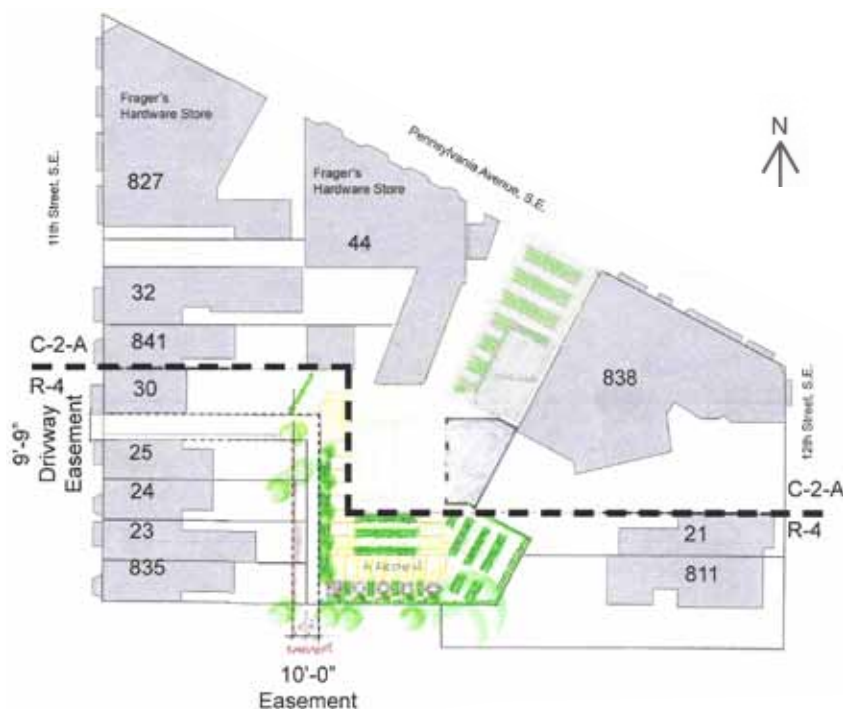 Frager's
Hardware Store
827
11th Street, S.E.
Pennsylvania Avenue, S.E.
N
Frager's
Hardware Store
44
32
841
C-2-A
R-4
30
838
12th Street, S.E.
9'-9"
Drivway
Easement
25
24
23
835
C-2-A
R-4
21
811
10'-0"
Easement